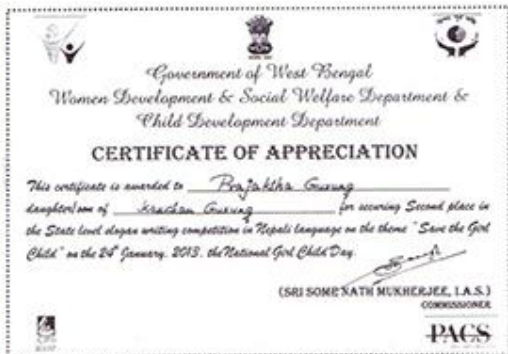 Government of West Bengal
Women Development & Social Welfare Department &
Child Development Department
CERTIFICATE OF APPRECIATION
This certificate is awarded to Prajaktha Gurung
daughter/son of Kanchan Gurung for securing Second place in
the State level slogan writing competition in Nepali language on the theme "Save the Girl
Child" on the 24th January, 2013, the National Girl Child Day.
(SRI SOME NATH MUKHERJEE, I.A.S.)
COMMISSIONER
PACS